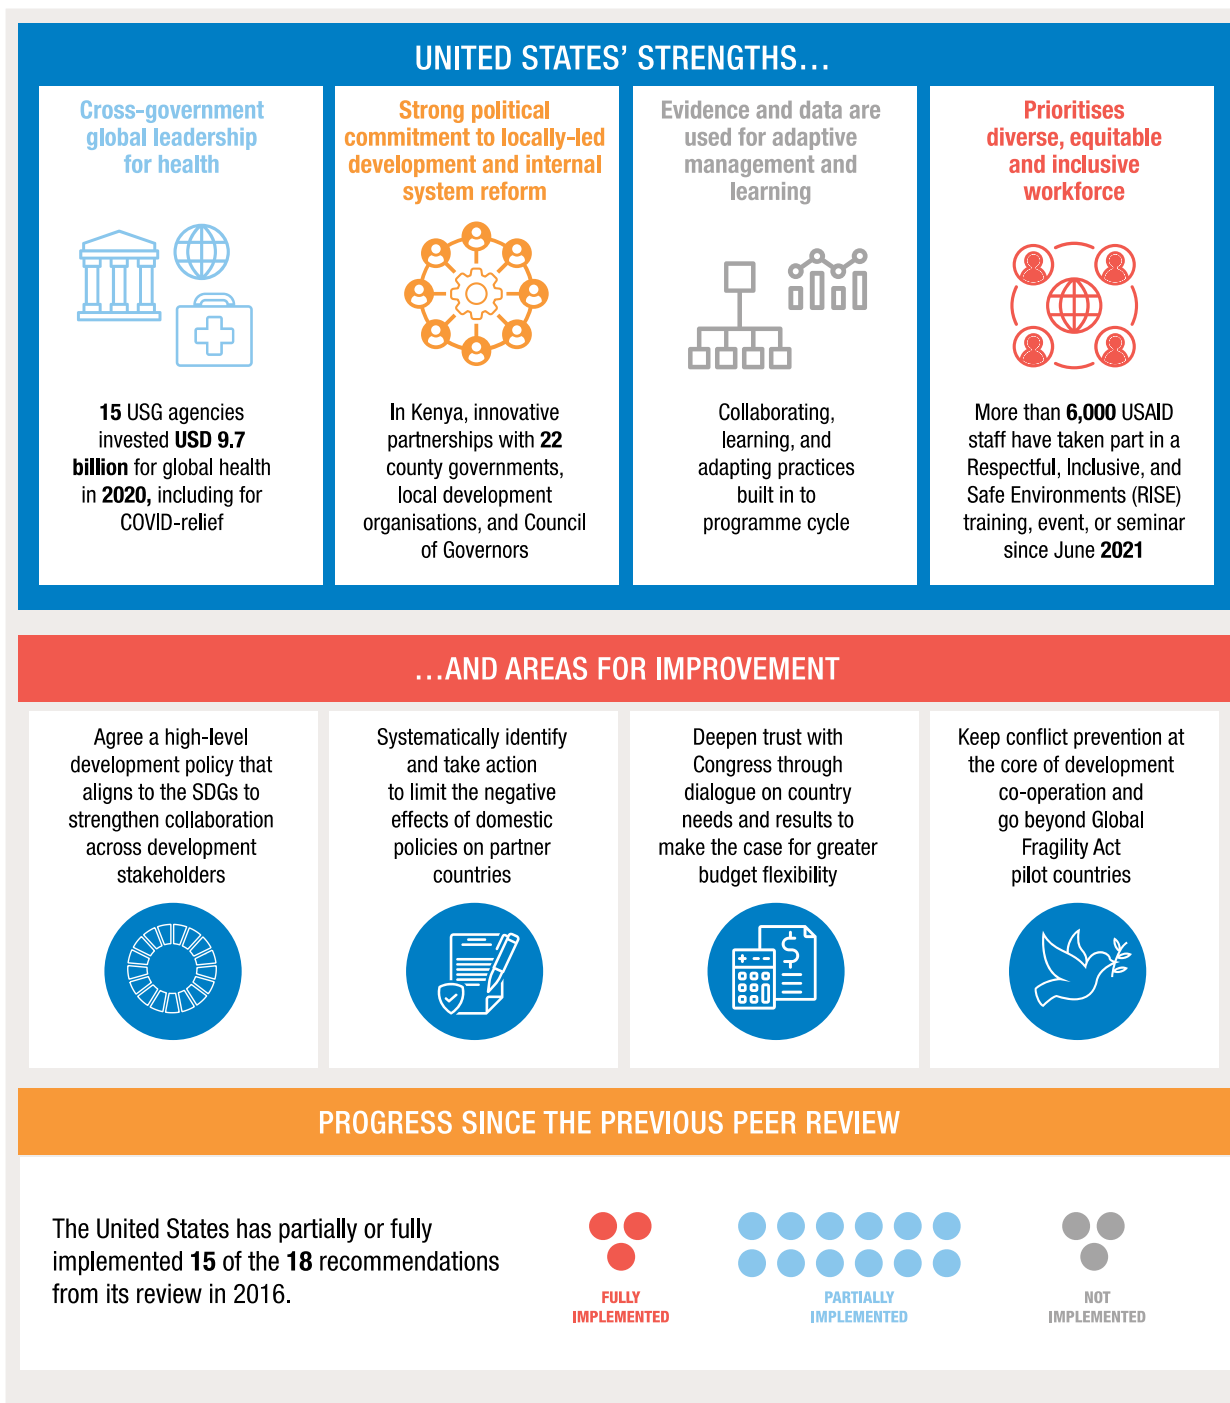 UNITED STATES' STRENGTHS...
Cross-government
global leadership
for health
15 USG agencies
invested USD 9.7
billion for global health
in 2020, including for
COVID-relief
Strong political
commitment to locally-led
development and internal
system reform
In Kenya, innovative
partnerships with 22
county governments,
local development
organisations, and Council
of Governors
Evidence and data are
used for adaptive
management and
learning
Collaborating,
learning, and
adapting practices
built in to
programme cycle
Prioritises
diverse, equitable
and inclusive
workforce
More than 6,000 USAID
staff have taken part in a
Respectful, Inclusive, and
Safe Environments (RISE)
training, event, or seminar
since June 2021
...AND AREAS FOR IMPROVEMENT
Agree a high-level
development policy that
aligns to the SDGs to
strengthen collaboration
across development
stakeholders
Systematically identify
and take action
to limit the negative
effects of domestic
policies on partner
countries
Deepen trust with
Congress through
dialogue on country
needs and results to
make the case for greater
budget flexibility
$
Keep conflict prevention at
the core of development
co-operation and
go beyond Global
Fragility Act
pilot countries
PROGRESS SINCE THE PREVIOUS PEER REVIEW
The United States has partially or fully
implemented 15 of the 18 recommendations
from its review in 2016.
FULLY
IMPLEMENTED
PARTIALLY
IMPLEMENTED
NOT
IMPLEMENTED